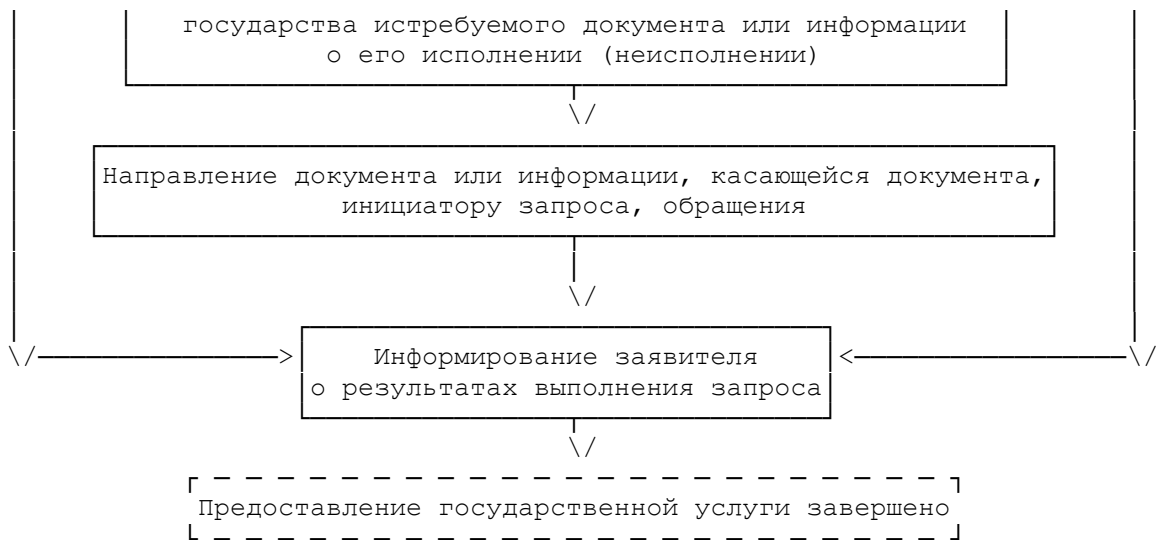 государства истребуемого документа или информации
о его исполнении (неисполнении)
Направление документа или информации, касающейся документа,
инициатору запроса, обращения
Информирование заявителя
о результатах выполнения запроса
Предоставление государственной услуги завершено